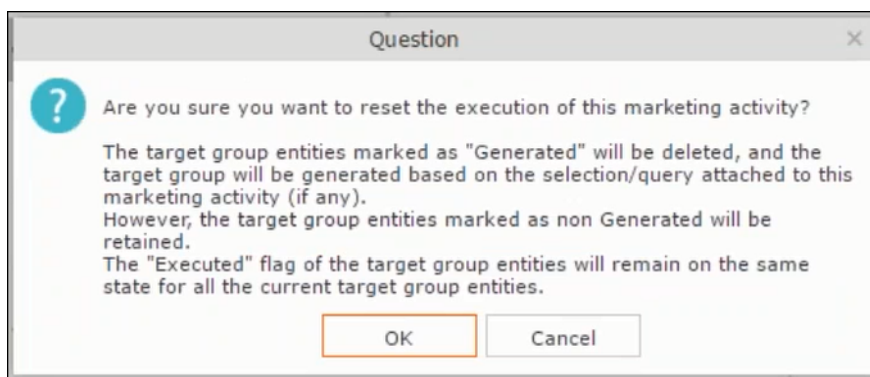 Question
Are you sure you want to reset the execution of this marketing activity?
The target group entities marked as "Generated" will be deleted, and the
target group will be generated based on the selection/query attached to this
marketing activity (if any).
However, the target group entities marked as non Generated will be
retained.
The "Executed" flag of the target group entities will remain on the same
state for all the current target group entities.
OK
Cancel